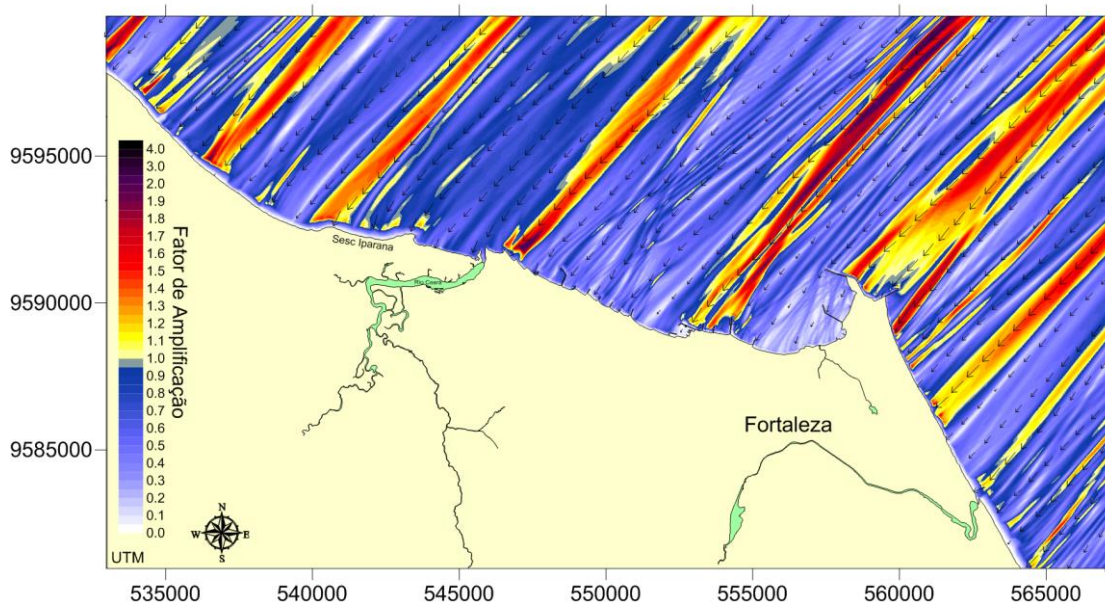 9595000
9590000
9585000
4.0
3.0
2.0
1.9
1.8
1.7
1.6
1.5
1.4
1.3
1.2
1.1
1.0
0.9
0.8
0.7
0.6
0.5
0.4
0.3
0.2
0.1
0.0
Fator de Amplificação
Sesc Iparana
Rio Ceará
Fortaleza
N
W E
S
UTM
535000 540000 545000 550000 555000 560000 565000